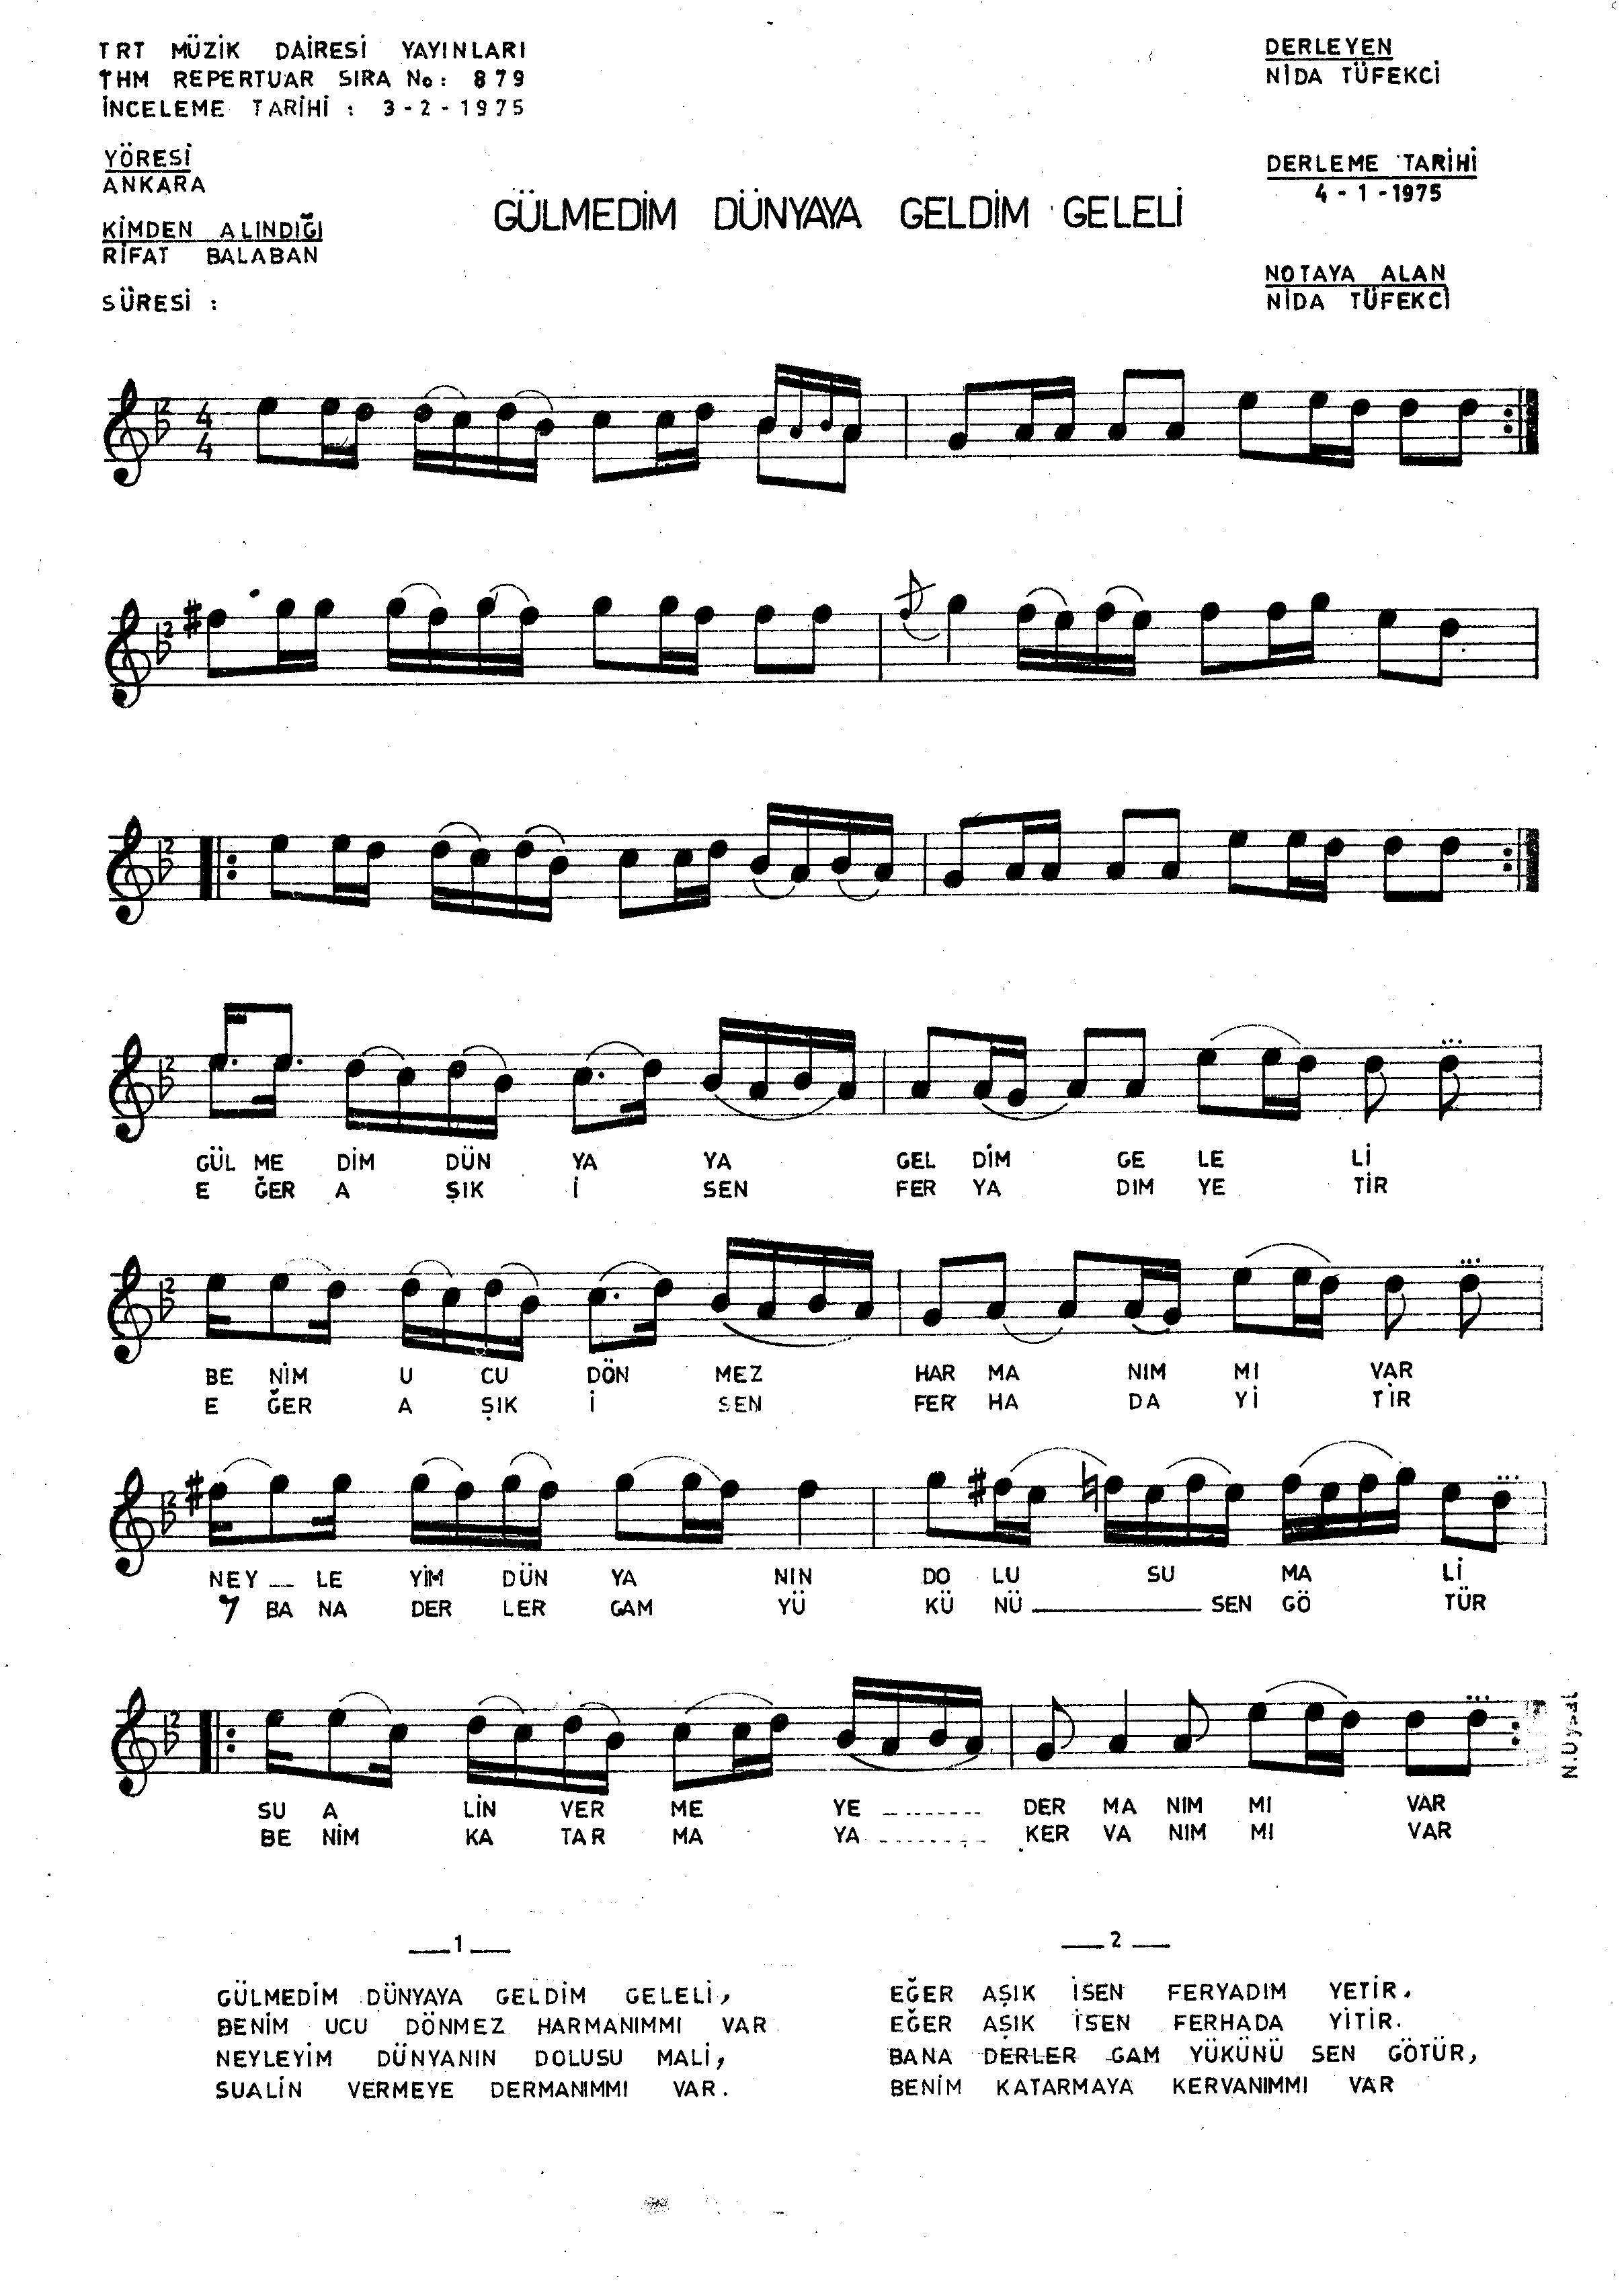 TRT MÜZİK DAİRESİ YAYINLARI
THM REPERTUAR SIRA No: 879
İNCELEME TARİHİ : 3-2-1975
YÖRESİ
ANKARA
KİMDEN ALINDIĞI
RİFAT BALABAN
SÜRESİ :
GÜLMEDİM DÜNYAYA GELDİM GELELİ
DERLEYEN
NİDA TÜFEKCİ
DERLEME TARİHİ
4-1-1975
NOTAYA ALAN
NİDA TÜFEKCİ
4
4
GÜL ME DİM DÜN YA YA GEL DİM GE LE Lİ
E ĞER A ŞIK İ SEN FER YA DIM YE TİR
BE NİM U CU DÖN MEZ HAR MA NIM MI VAR
E ĞER A ŞIK İ SEN FER HA DA Yİ TİR
NEY__ LE YİM DÜN YA NIN DO LU SU MA Lİ
BA NA DER LER GAM YÜ KÜ NÜ________ SEN GÖ TÜR
SU A LİN VER ME YE -------- DER MA NIM MI VAR
BE NİM KA TAR MA YA -------- KER VA NIM MI VAR
N.Uysal
__1__
GÜLMEDİM DÜNYAYA GELDİM GELELİ,
BENİM UCU DÖNMEZ HARMANIMMI VAR
NEYLEYİM DÜNYANIN DOLUSU MALİ,
SUALİN VERMEYE DERMANIMMI VAR.
__2__
EĞER AŞIK İSEN FERYADIM YETİR.
EĞER AŞIK İSEN FERHADA YİTİR.
BANA DERLER GAM YÜKÜNÜ SEN GÖTÜR,
BENİM KATARMAYA KERVANIMMI VAR